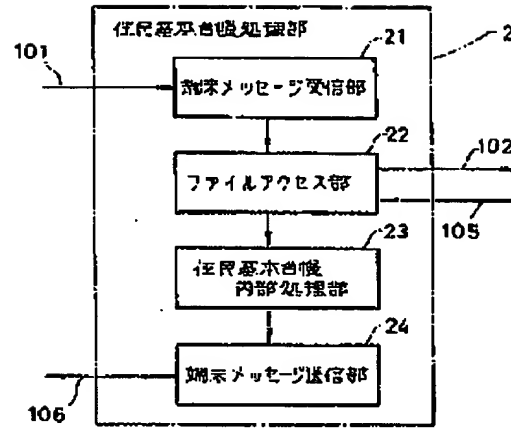 住民基本台帳処理部
21
2
101
端末メッセージ受信部
22
102
ファイルアクセス部
105
23
住民基本台帳
内部処理部
24
端末メッセージ送信部
106